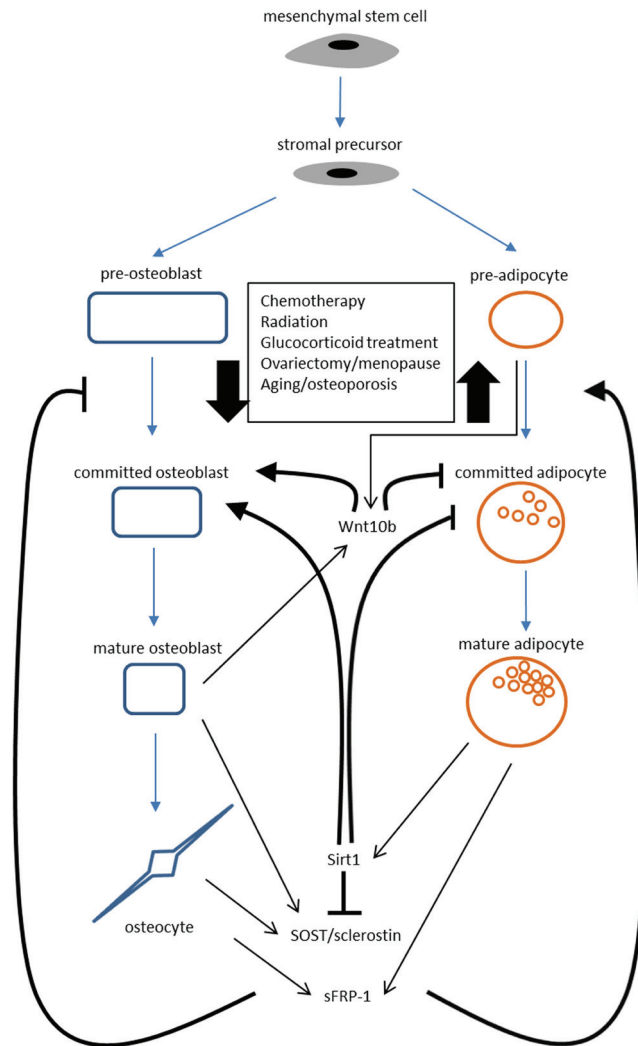 mesenchymal stem cell
stromal precursor
pre-osteoblast
pre-adipocyte
Chemotherapy
Radiation
Glucocorticoid treatment
Ovariectomy/menopause
Aging/osteoporosis
committed osteoblast
committed adipocyte
Wnt10b
mature osteoblast
mature adipocyte
Sirt1
osteocyte
SOST/sclerostin
sFRP-1